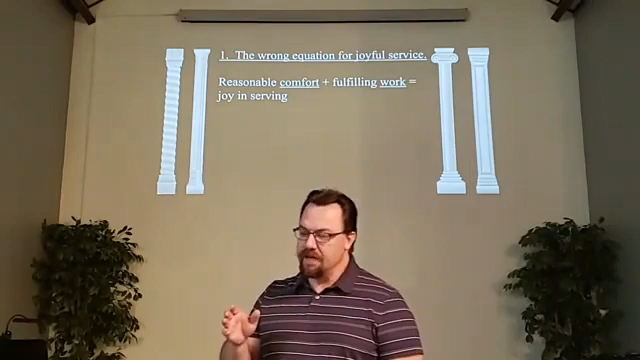 1. The wrong equation for joyful service.
Reasonable comfort + fulfilling work =
joy in serving